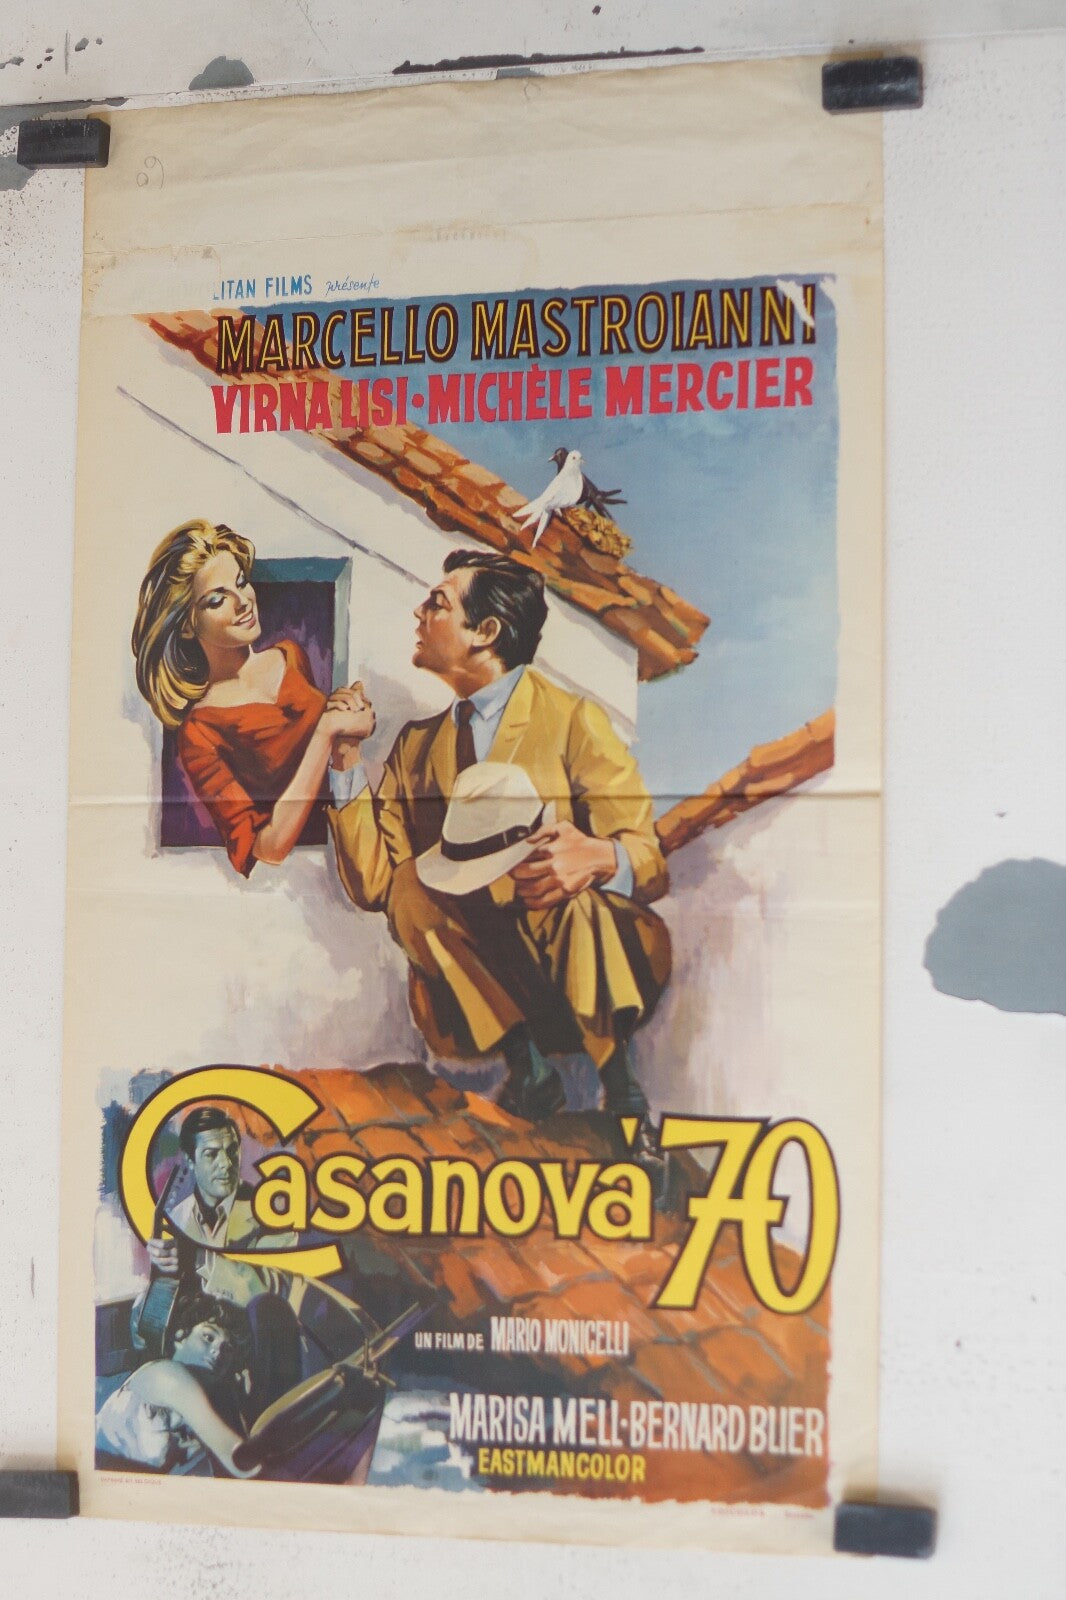 LITAN FILMS présente
MARCELLO MASTROIANNI
VIRNA LISI·MICHÈLE MERCIER
Casanova '70
UN FILM DE MARIO MONICELLI
MARISA MELL·BERNARD BLIER
EASTMANCOLOR